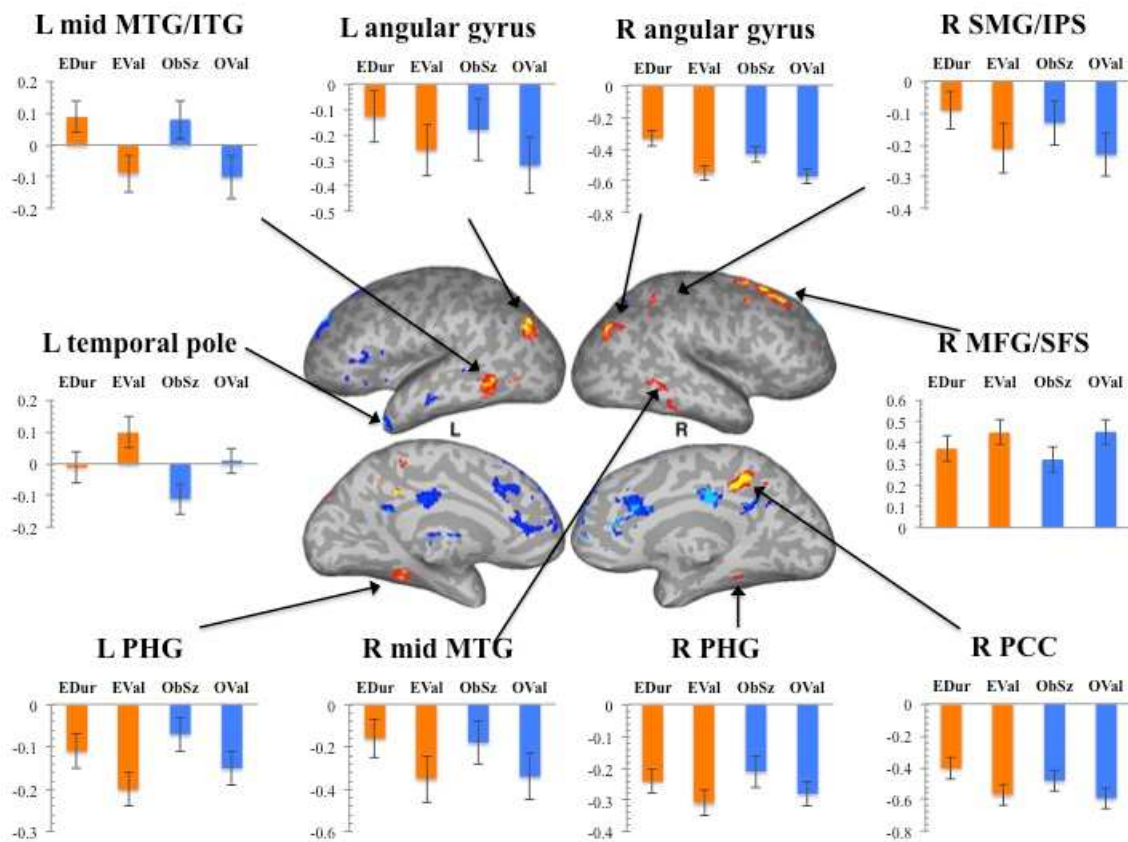 L mid MTG/ITG
EDur EVal ObSz OVal
0.2
0.1
0
-0.1
-0.2
L angular gyrus
EDur EVal ObSz OVal
0
-0.1
-0.2
-0.3
-0.4
-0.5
R angular gyrus
EDur EVal ObSz OVal
0
-0.2
-0.4
-0.6
-0.8
R SMG/IPS
EDur EVal ObSz OVal
0
-0.1
-0.2
-0.3
-0.4
L temporal pole
EDur EVal ObSz OVal
0.2
0.1
0
-0.1
-0.2
L
R
R MFG/SFS
EDur EVal ObSz OVal
0.6
0.5
0.4
0.3
0.2
0.1
0
L PHG
EDur EVal ObSz OVal
0
-0.1
-0.2
-0.3
R mid MTG
EDur EVal ObSz OVal
0
-0.2
-0.4
-0.6
R PHG
EDur EVal ObSz OVal
0
-0.1
-0.2
-0.3
-0.4
R PCC
EDur EVal ObSz OVal
0
-0.2
-0.4
-0.6
-0.8